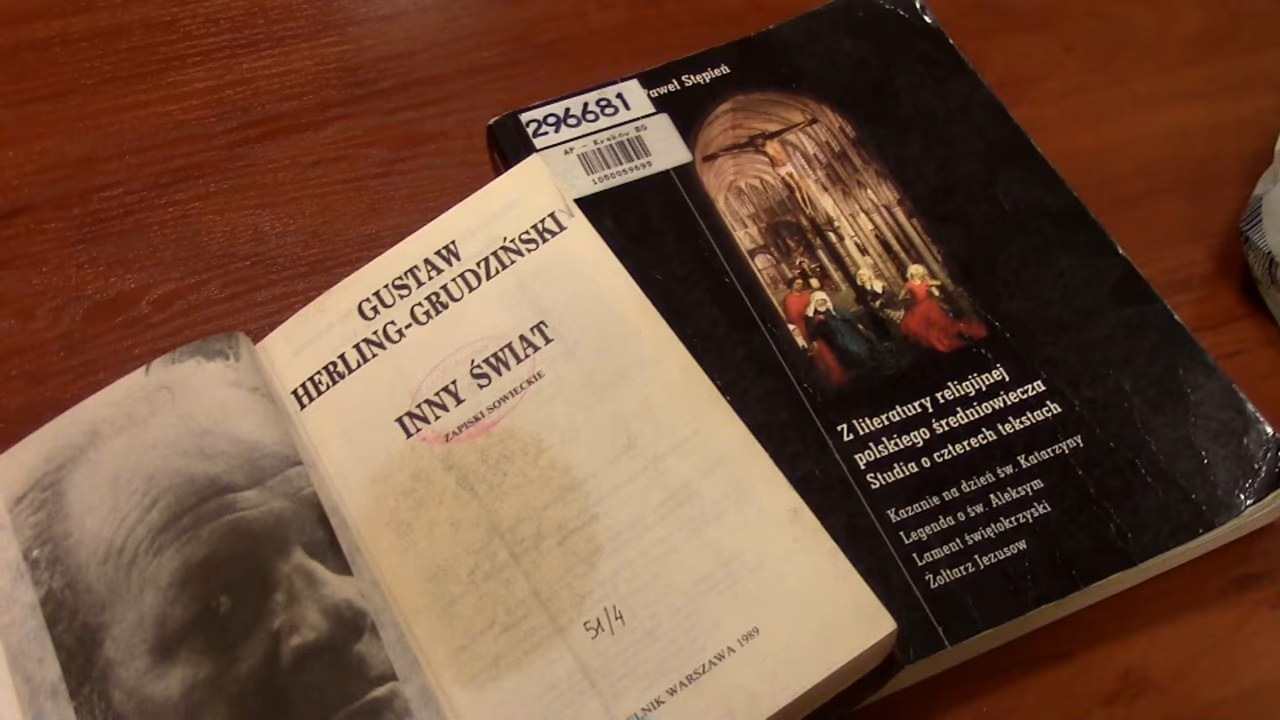 GUSTAW
HERLING-GRUDZIŃSKI
INNY ŚWIAT
ZAPISKI SOWIECKIE
51/4
WARSZAWA 1989
Paweł Stępień
296681
AP - Kraków BG
1000059699
Z literatury religijnej
polskiego średniowiecza
Studia o czterech tekstach
Kazanie na dzień św. Katarzyny
Legenda o św. Aleksym
Lament świętokrzyski
Żołtarz Jezusow